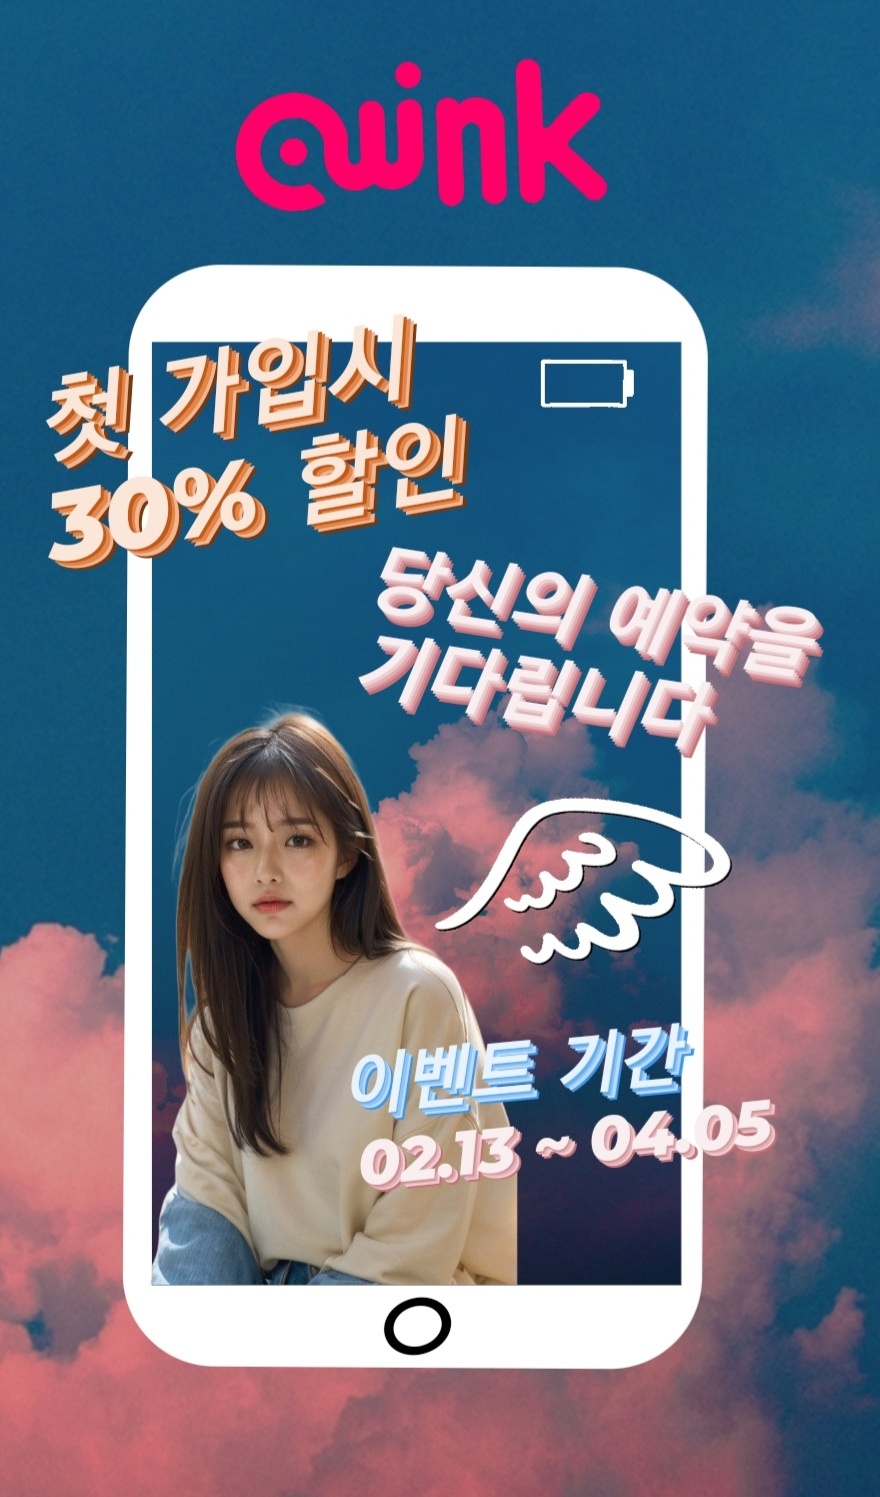 wink
첫 가입시
30% 할인
당신의 예약을
기다립니다
이벤트 기간
02.13 ~ 04.05